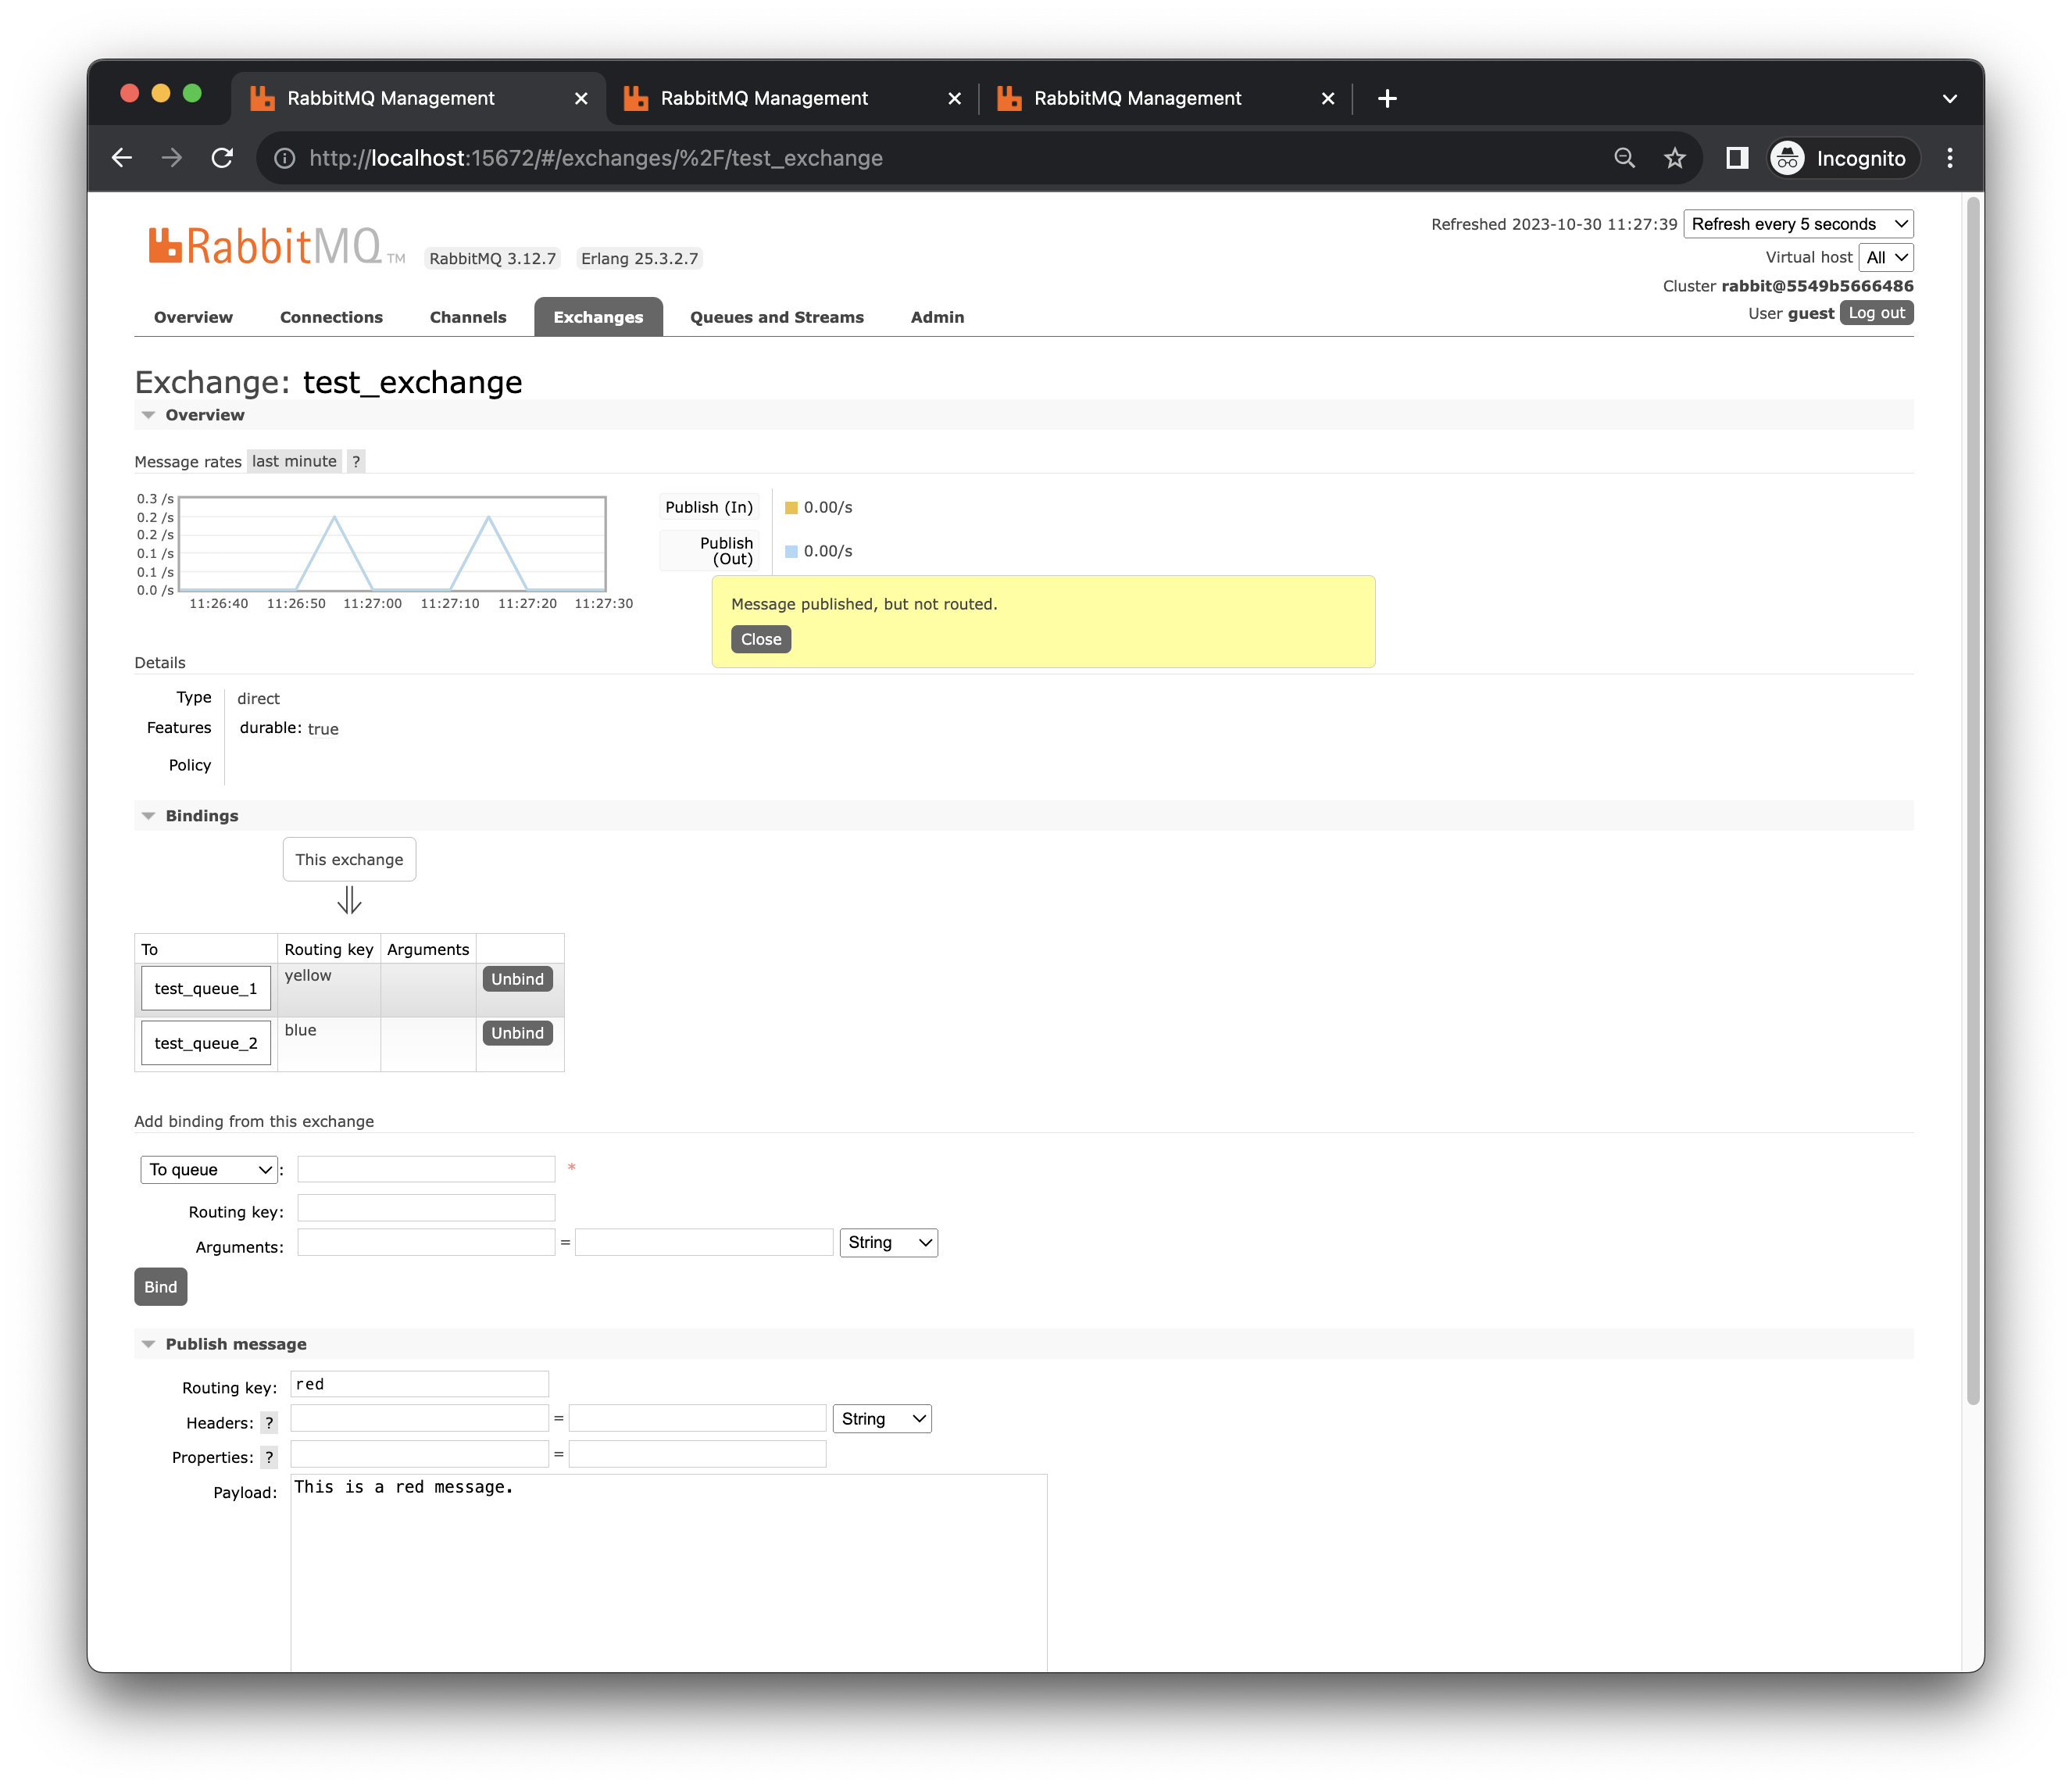 RabbitMQ Management
RabbitMQ Management
RabbitMQ Management
http://localhost:15672/#/exchanges/%2F/test_exchange
Incognito
RabbitMQ TM
RabbitMQ 3.12.7
Erlang 25.3.2.7
Refreshed 2023-10-30 11:27:39
Refresh every 5 seconds
Virtual host
All
Cluster rabbit@5549b5666486
User guest
Log out
Overview
Connections
Channels
Exchanges
Queues and Streams
Admin
Exchange: test_exchange
Overview
Message rates last minute ?
0.3 /s
0.2 /s
0.2 /s
0.1 /s
0.1 /s
0.0 /s
11:26:40
11:26:50
11:27:00
11:27:10
11:27:20
11:27:30
Publish (In)
0.00/s
Publish
(Out)
0.00/s
Message published, but not routed.
Close
Details
Type
direct
Features
durable: true
Policy
Bindings
This exchange
⇓
To
Routing key
Arguments
test_queue_1
yellow
Unbind
test_queue_2
blue
Unbind
Add binding from this exchange
To queue
:
*
Routing key:
Arguments:
=
String
Bind
Publish message
Routing key:
red
Headers: ?
=
String
Properties: ?
=
Payload:
This is a red message.